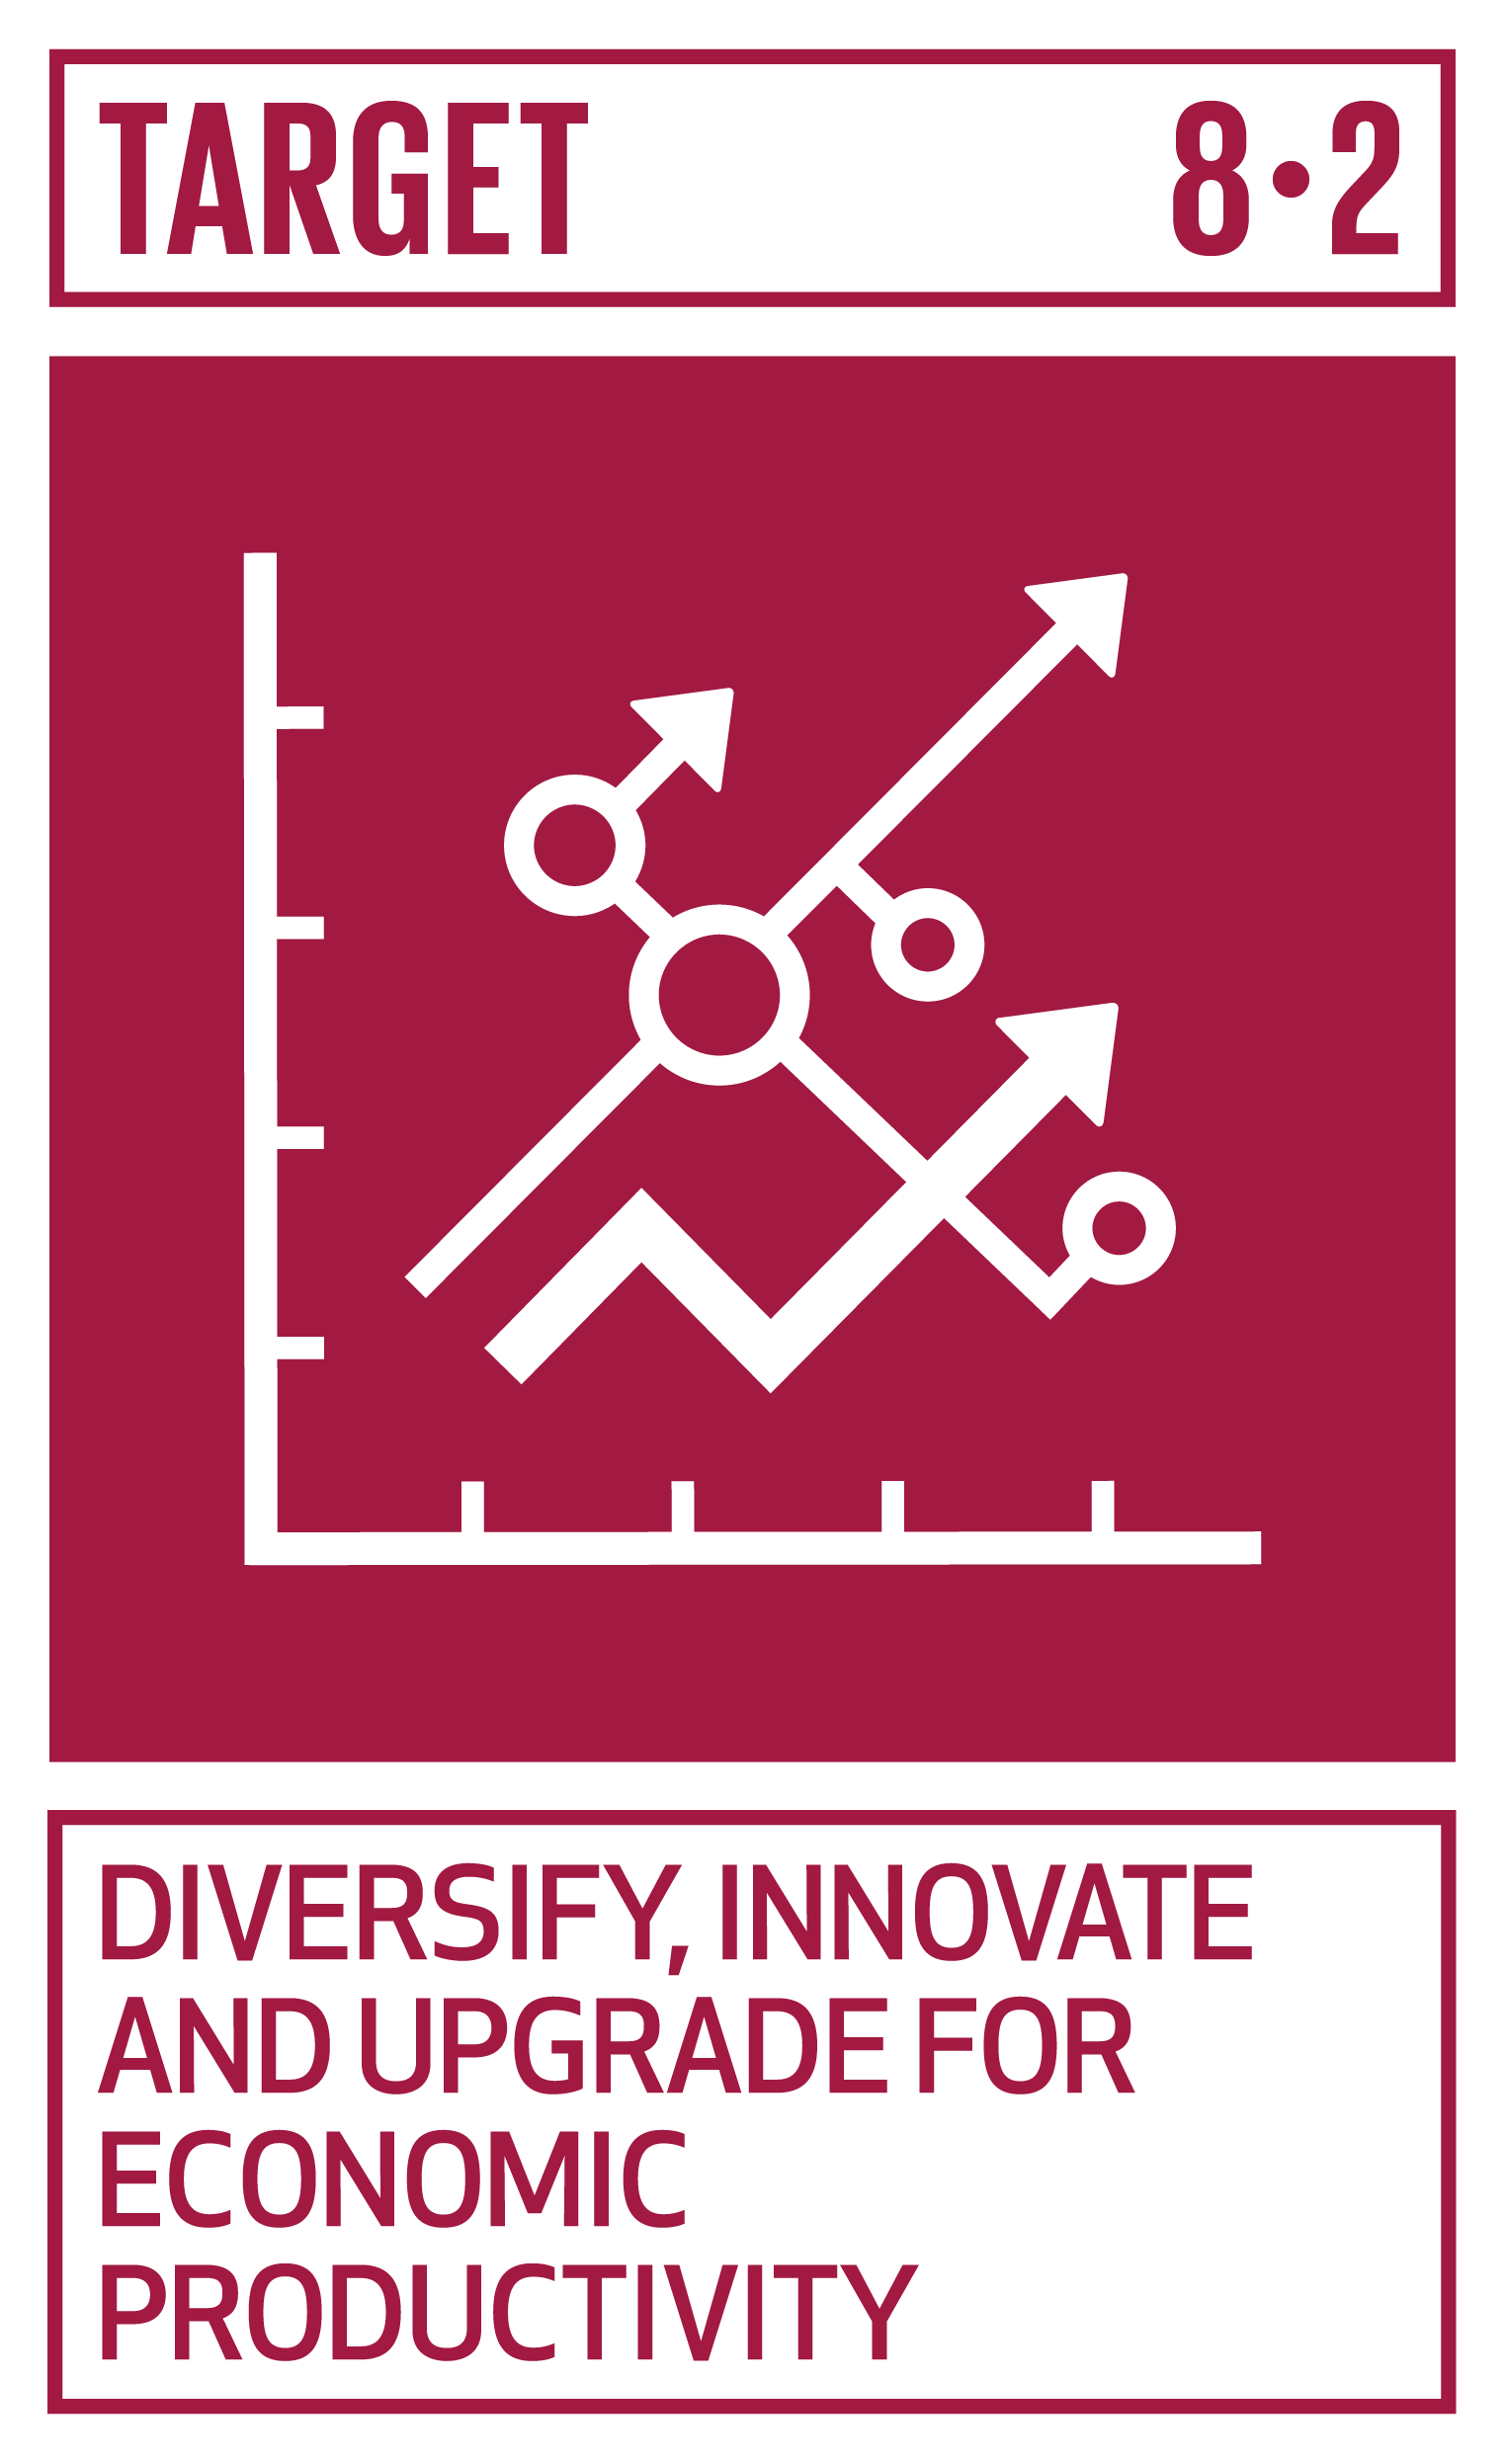 TARGET 8·2
DIVERSIFY, INNOVATE
AND UPGRADE FOR
ECONOMIC
PRODUCTIVITY